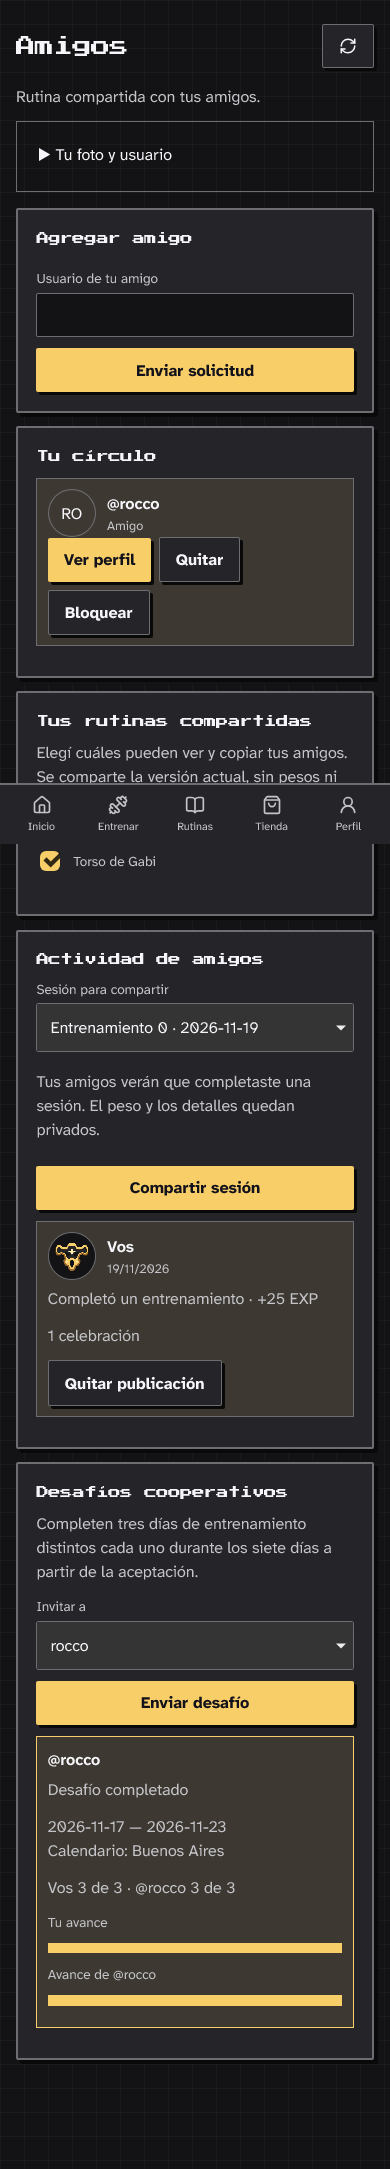 Amigos
Rutina compartida con tus amigos.
▶ Tu foto y usuario
Agregar amigo
Usuario de tu amigo
Enviar solicitud
Tu círculo
RO
@rocco
Amigo
Ver perfil
Quitar
Bloquear
Tus rutinas compartidas
Elegí cuáles pueden ver y copiar tus amigos.
Se comparte la versión actual, sin pesos ni
Inicio
Entrenar
Rutinas
Tienda
Perfil
Torso de Gabi
Actividad de amigos
Sesión para compartir
Entrenamiento 0 · 2026-11-19
Tus amigos verán que completaste una
sesión. El peso y los detalles quedan
privados.
Compartir sesión
Vos
19/11/2026
Completó un entrenamiento · +25 EXP
1 celebración
Quitar publicación
Desafíos cooperativos
Completen tres días de entrenamiento
distintos cada uno durante los siete días a
partir de la aceptación.
Invitar a
rocco
Enviar desafío
@rocco
Desafío completado
2026-11-17 — 2026-11-23
Calendario: Buenos Aires
Vos 3 de 3 · @rocco 3 de 3
Tu avance
Avance de @rocco